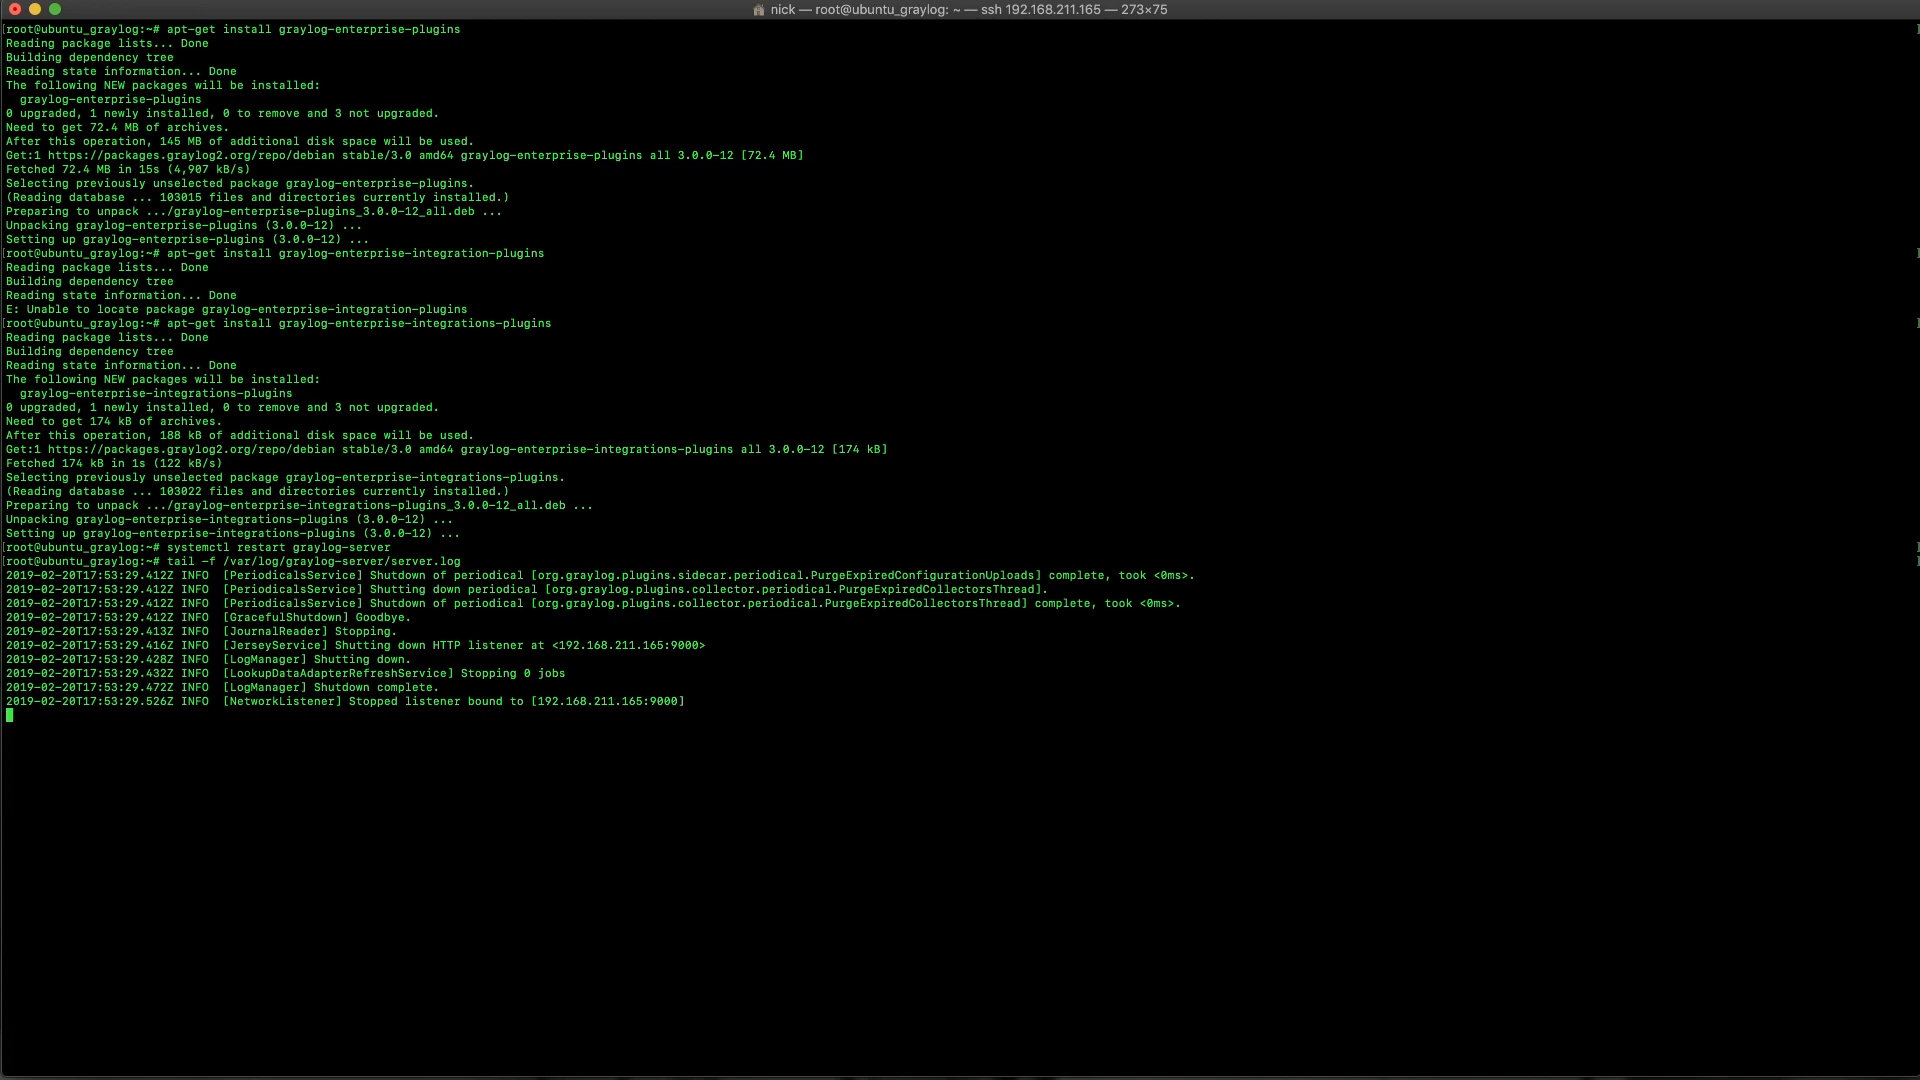 nick — root@ubuntu_graylog: ~ — ssh 192.168.211.165 — 273×75
[root@ubuntu_graylog:~# apt-get install graylog-enterprise-plugins
Reading package lists... Done
Building dependency tree
Reading state information... Done
The following NEW packages will be installed:
  graylog-enterprise-plugins
0 upgraded, 1 newly installed, 0 to remove and 3 not upgraded.
Need to get 72.4 MB of archives.
After this operation, 145 MB of additional disk space will be used.
Get:1 https://packages.graylog2.org/repo/debian stable/3.0 amd64 graylog-enterprise-plugins all 3.0.0-12 [72.4 MB]
Fetched 72.4 MB in 15s (4,907 kB/s)
Selecting previously unselected package graylog-enterprise-plugins.
(Reading database ... 103015 files and directories currently installed.)
Preparing to unpack .../graylog-enterprise-plugins_3.0.0-12_all.deb ...
Unpacking graylog-enterprise-plugins (3.0.0-12) ...
Setting up graylog-enterprise-plugins (3.0.0-12) ...
[root@ubuntu_graylog:~# apt-get install graylog-enterprise-integration-plugins
Reading package lists... Done
Building dependency tree
Reading state information... Done
E: Unable to locate package graylog-enterprise-integration-plugins
[root@ubuntu_graylog:~# apt-get install graylog-enterprise-integrations-plugins
Reading package lists... Done
Building dependency tree
Reading state information... Done
The following NEW packages will be installed:
  graylog-enterprise-integrations-plugins
0 upgraded, 1 newly installed, 0 to remove and 3 not upgraded.
Need to get 174 kB of archives.
After this operation, 188 kB of additional disk space will be used.
Get:1 https://packages.graylog2.org/repo/debian stable/3.0 amd64 graylog-enterprise-integrations-plugins all 3.0.0-12 [174 kB]
Fetched 174 kB in 1s (122 kB/s)
Selecting previously unselected package graylog-enterprise-integrations-plugins.
(Reading database ... 103022 files and directories currently installed.)
Preparing to unpack .../graylog-enterprise-integrations-plugins_3.0.0-12_all.deb ...
Unpacking graylog-enterprise-integrations-plugins (3.0.0-12) ...
Setting up graylog-enterprise-integrations-plugins (3.0.0-12) ...
[root@ubuntu_graylog:~# systemctl restart graylog-server
[root@ubuntu_graylog:~# tail -f /var/log/graylog-server/server.log
2019-02-20T17:53:29.412Z INFO  [PeriodicalsService] Shutdown of periodical [org.graylog.plugins.sidecar.periodical.PurgeExpiredConfigurationUploads] complete, took <0ms>.
2019-02-20T17:53:29.412Z INFO  [PeriodicalsService] Shutting down periodical [org.graylog.plugins.collector.periodical.PurgeExpiredCollectorsThread].
2019-02-20T17:53:29.412Z INFO  [PeriodicalsService] Shutdown of periodical [org.graylog.plugins.collector.periodical.PurgeExpiredCollectorsThread] complete, took <0ms>.
2019-02-20T17:53:29.412Z INFO  [GracefulShutdown] Goodbye.
2019-02-20T17:53:29.413Z INFO  [JournalReader] Stopping.
2019-02-20T17:53:29.416Z INFO  [JerseyService] Shutting down HTTP listener at <192.168.211.165:9000>
2019-02-20T17:53:29.428Z INFO  [LogManager] Shutting down.
2019-02-20T17:53:29.432Z INFO  [LookupDataAdapterRefreshService] Stopping 0 jobs
2019-02-20T17:53:29.472Z INFO  [LogManager] Shutdown complete.
2019-02-20T17:53:29.526Z INFO  [NetworkListener] Stopped listener bound to [192.168.211.165:9000]